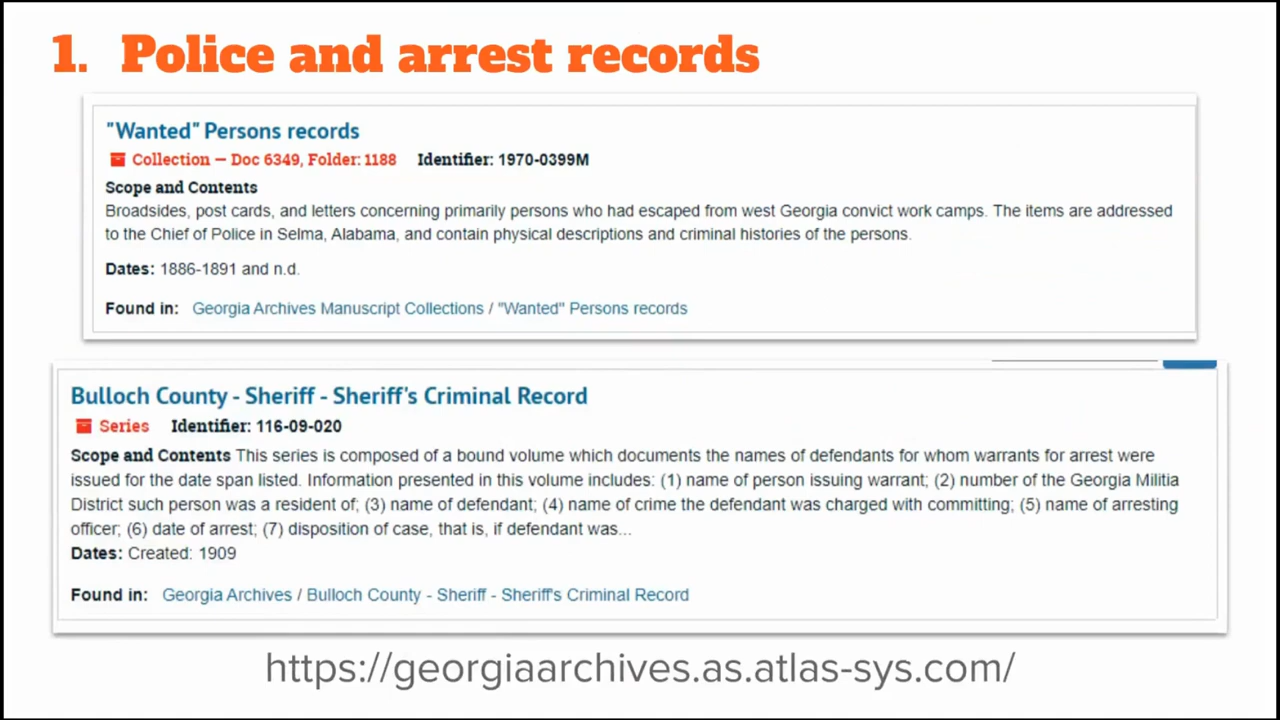 1. Police and arrest records
"Wanted" Persons records
Collection — Doc 6349, Folder: 1188 Identifier: 1970-0399M
Scope and Contents
Broadsides, post cards, and letters concerning primarily persons who had escaped from west Georgia convict work camps. The items are addressed
to the Chief of Police in Selma, Alabama, and contain physical descriptions and criminal histories of the persons.
Dates: 1886-1891 and n.d.
Found in: Georgia Archives Manuscript Collections / "Wanted" Persons records
Bulloch County - Sheriff - Sheriff's Criminal Record
Series Identifier: 116-09-020
Scope and Contents This series is composed of a bound volume which documents the names of defendants for whom warrants for arrest were
issued for the date span listed. Information presented in this volume includes: (1) name of person issuing warrant; (2) number of the Georgia Militia
District such person was a resident of; (3) name of defendant; (4) name of crime the defendant was charged with committing; (5) name of arresting
officer; (6) date of arrest; (7) disposition of case, that is, if defendant was...
Dates: Created: 1909
Found in: Georgia Archives / Bulloch County - Sheriff - Sheriff's Criminal Record
https://georgiaarchives.as.atlas-sys.com/